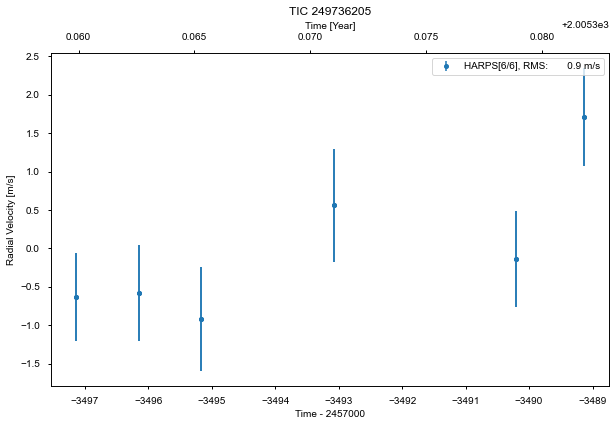 TIC 249736205
Time [Year]
0.060 0.065 0.070 0.075 0.080 +2.0053e3
HARPS[6/6], RMS: 0.9 m/s
2.5
2.0
1.5
1.0
0.5
0.0
−0.5
−1.0
−1.5
Radial Velocity [m/s]
−3497 −3496 −3495 −3494 −3493 −3492 −3491 −3490 −3489
Time - 2457000